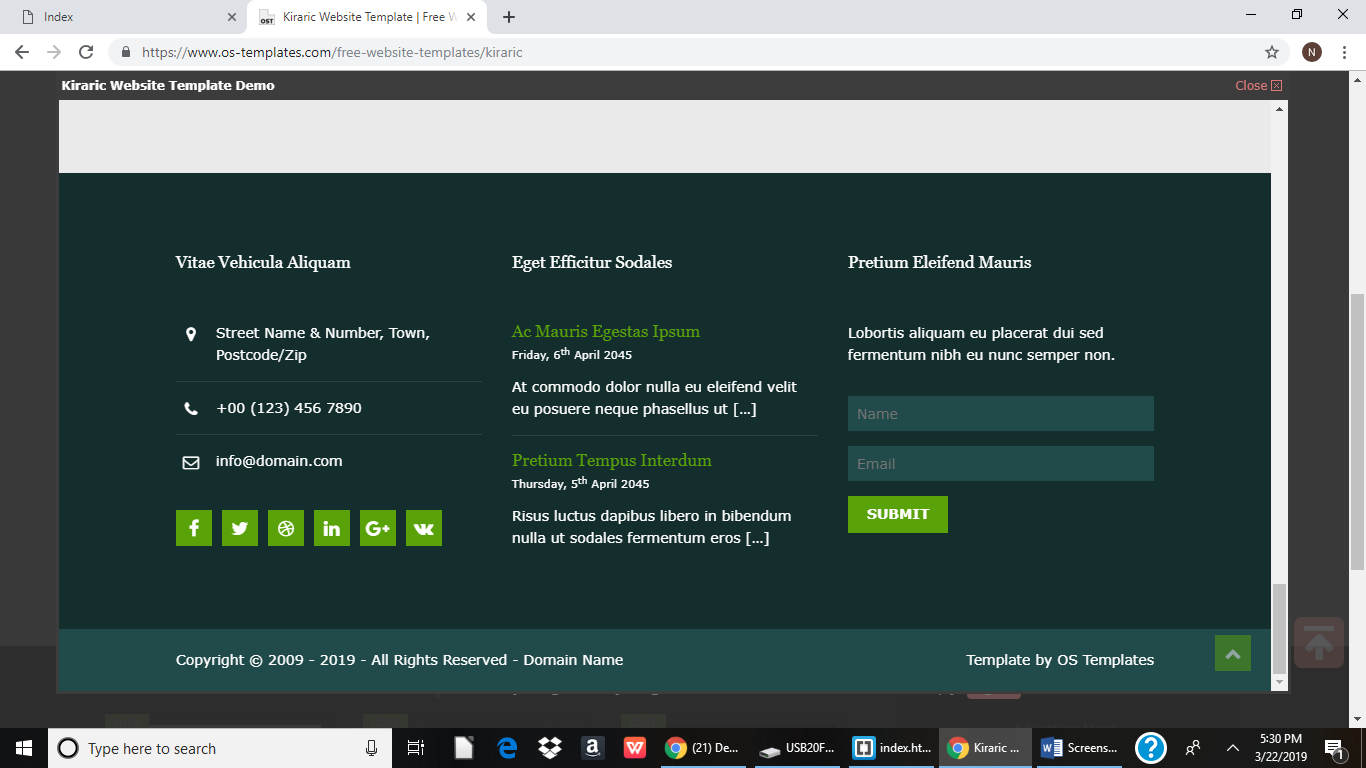 Index
Kiraric Website Template | Free W
https://www.os-templates.com/free-website-templates/kiraric
N
Kiraric Website Template Demo
Close
Vitae Vehicula Aliquam
Street Name & Number, Town,
Postcode/Zip
+00 (123) 456 7890
info@domain.com
Eget Efficitur Sodales
Ac Mauris Egestas Ipsum
Friday, 6th April 2045
At commodo dolor nulla eu eleifend velit
eu posuere neque phasellus ut [...]
Pretium Tempus Interdum
Thursday, 5th April 2045
Risus luctus dapibus libero in bibendum
nulla ut sodales fermentum eros [...]
Pretium Eleifend Mauris
Lobortis aliquam eu placerat dui sed
fermentum nibh eu nunc semper non.
Name
Email
SUBMIT
Copyright © 2009 - 2019 - All Rights Reserved - Domain Name
Template by OS Templates
Type here to search
(21) De...
USB20F...
index.ht...
Kiraric ...
Screens...
5:30 PM
3/22/2019
1